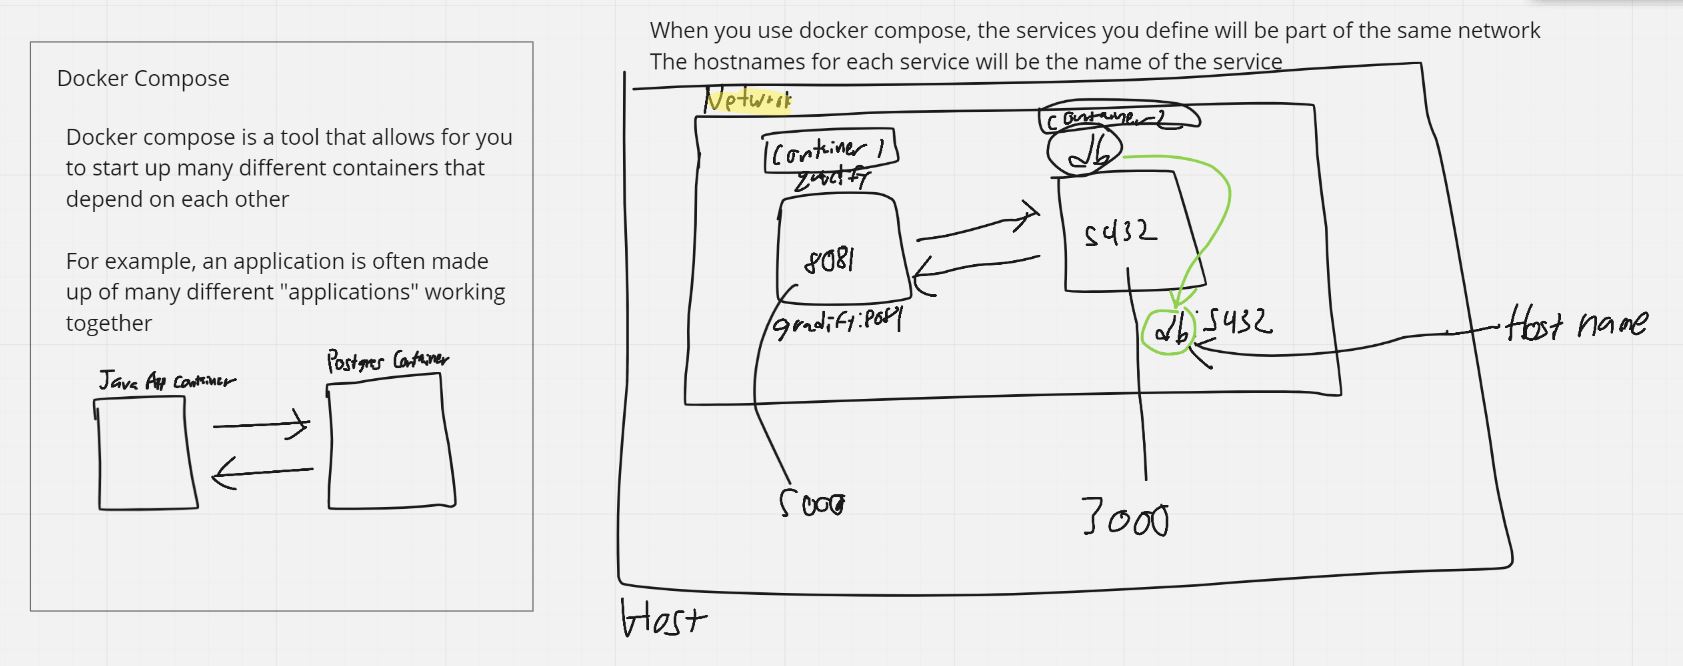 Docker Compose
Docker compose is a tool that allows for you
to start up many different containers that
depend on each other
For example, an application is often made
up of many different "applications" working
together
Java App Container
Postgres Container
When you use docker compose, the services you define will be part of the same network
The hostnames for each service will be the name of the service
Network
Container 1
Container-2
db
8081
5432
db:5432
Host name
5000
3000
Host